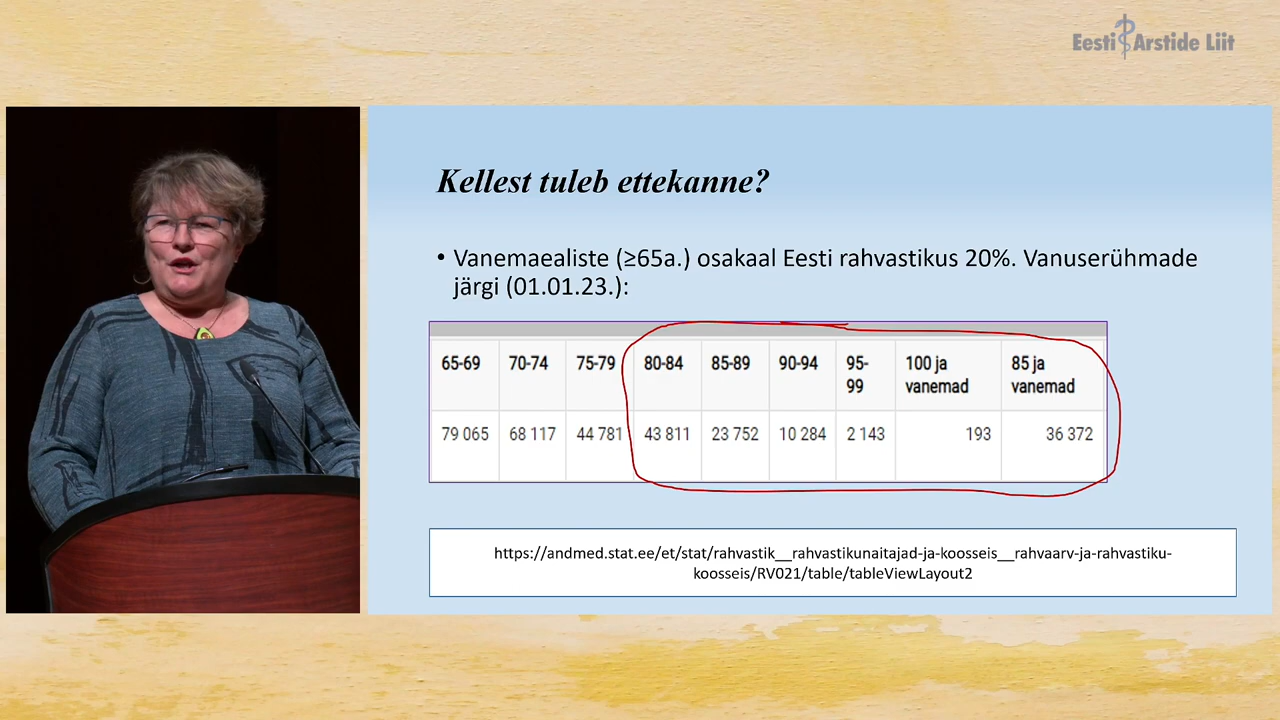 Eesti Arstide Liit
Kellest tuleb ettekanne?
• Vanemaealiste (≥65a.) osakaal Eesti rahvastikus 20%. Vanuserühmade
järgi (01.01.23.):
65-69 70-74 75-79 80-84 85-89 90-94 95-99 100 ja vanemad 85 ja vanemad
79 065 68 117 44 781 43 811 23 752 10 284 2 143 193 36 372
https://andmed.stat.ee/et/stat/rahvastik__rahvastikunaitajad-ja-koosseis__rahvaarv-ja-rahvastiku-
koosseis/RV021/table/tableViewLayout2